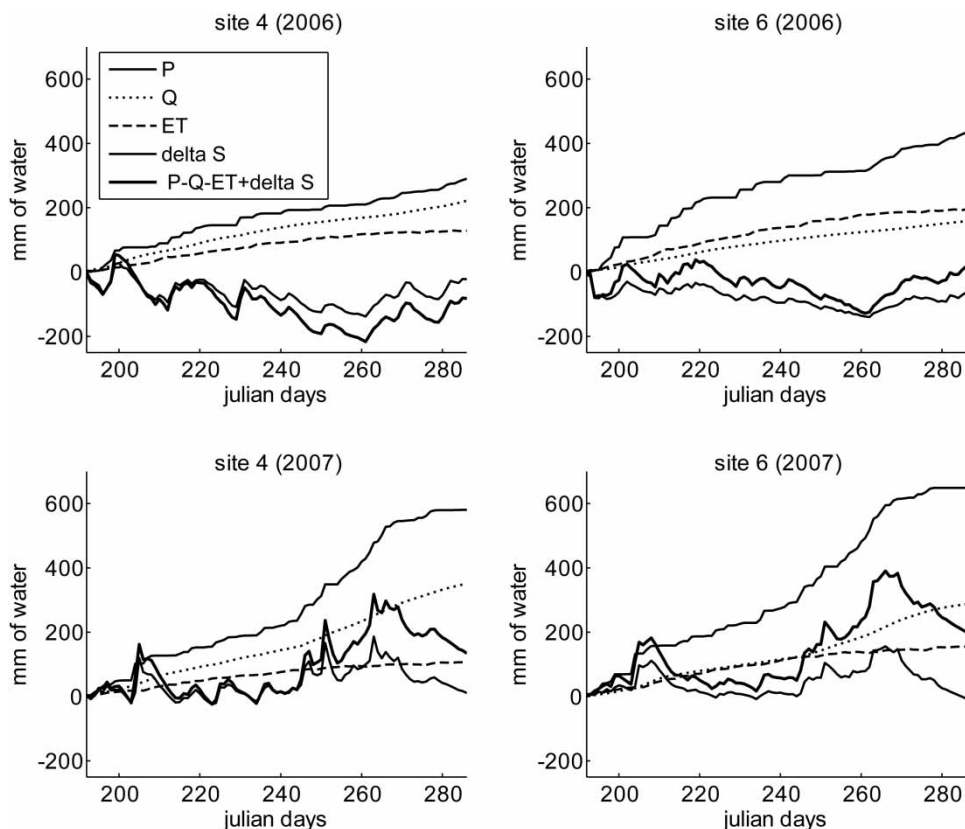 site 4 (2006)
600
400
200
0
-200
mm of water
P
Q
ET
delta S
P-Q-ET+delta S
200 220 240 260 280
julian days
site 6 (2006)
600
400
200
0
-200
mm of water
200 220 240 260 280
julian days
site 4 (2007)
600
400
200
0
-200
mm of water
200 220 240 260 280
julian days
site 6 (2007)
600
400
200
0
-200
mm of water
200 220 240 260 280
julian days